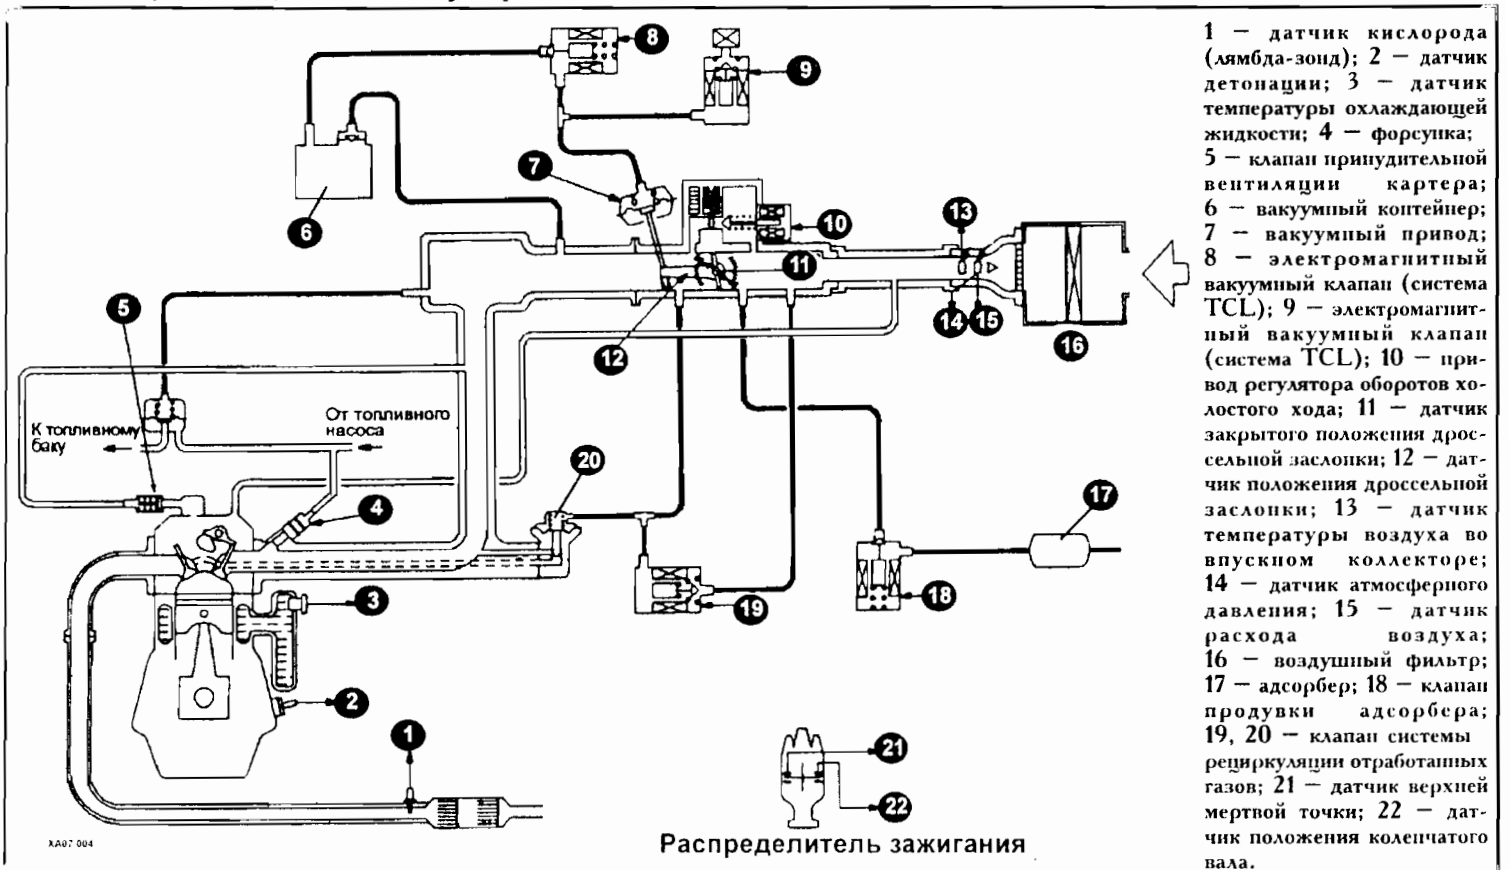 8
9
7
6
10
13
11
5
14
15
12
16
К топливному
баку
От топливного
насоса
20
4
17
3
19
18
2
1
21
22
XA07 004
Распределитель зажигания
1 — датчик кислорода
(лямбда-зонд); 2 — датчик
детонации; 3 — датчик
температуры охлаждающей
жидкости; 4 — форсунка;
5 — клапан принудительной
вентиляции картера;
6 — вакуумный контейнер;
7 — вакуумный привод;
8 — электромагнитный
вакуумный клапан (система
TCL); 9 — электромагнит-
ный вакуумный клапан
(система TCL); 10 — при-
вод регулятора оборотов хо-
лостого хода; 11 — датчик
закрытого положения дрос-
сельной заслонки; 12 — дат-
чик положения дроссельной
заслонки; 13 — датчик
температуры воздуха во
впускном коллекторе;
14 — датчик атмосферного
давления; 15 — датчик
расхода воздуха;
16 — воздушный фильтр;
17 — адсорбер; 18 — клапан
продувки адсорбера;
19, 20 — клапан системы
рециркуляции отработанных
газов; 21 — датчик верхней
мертвой точки; 22 — дат-
чик положения коленчатого
вала.